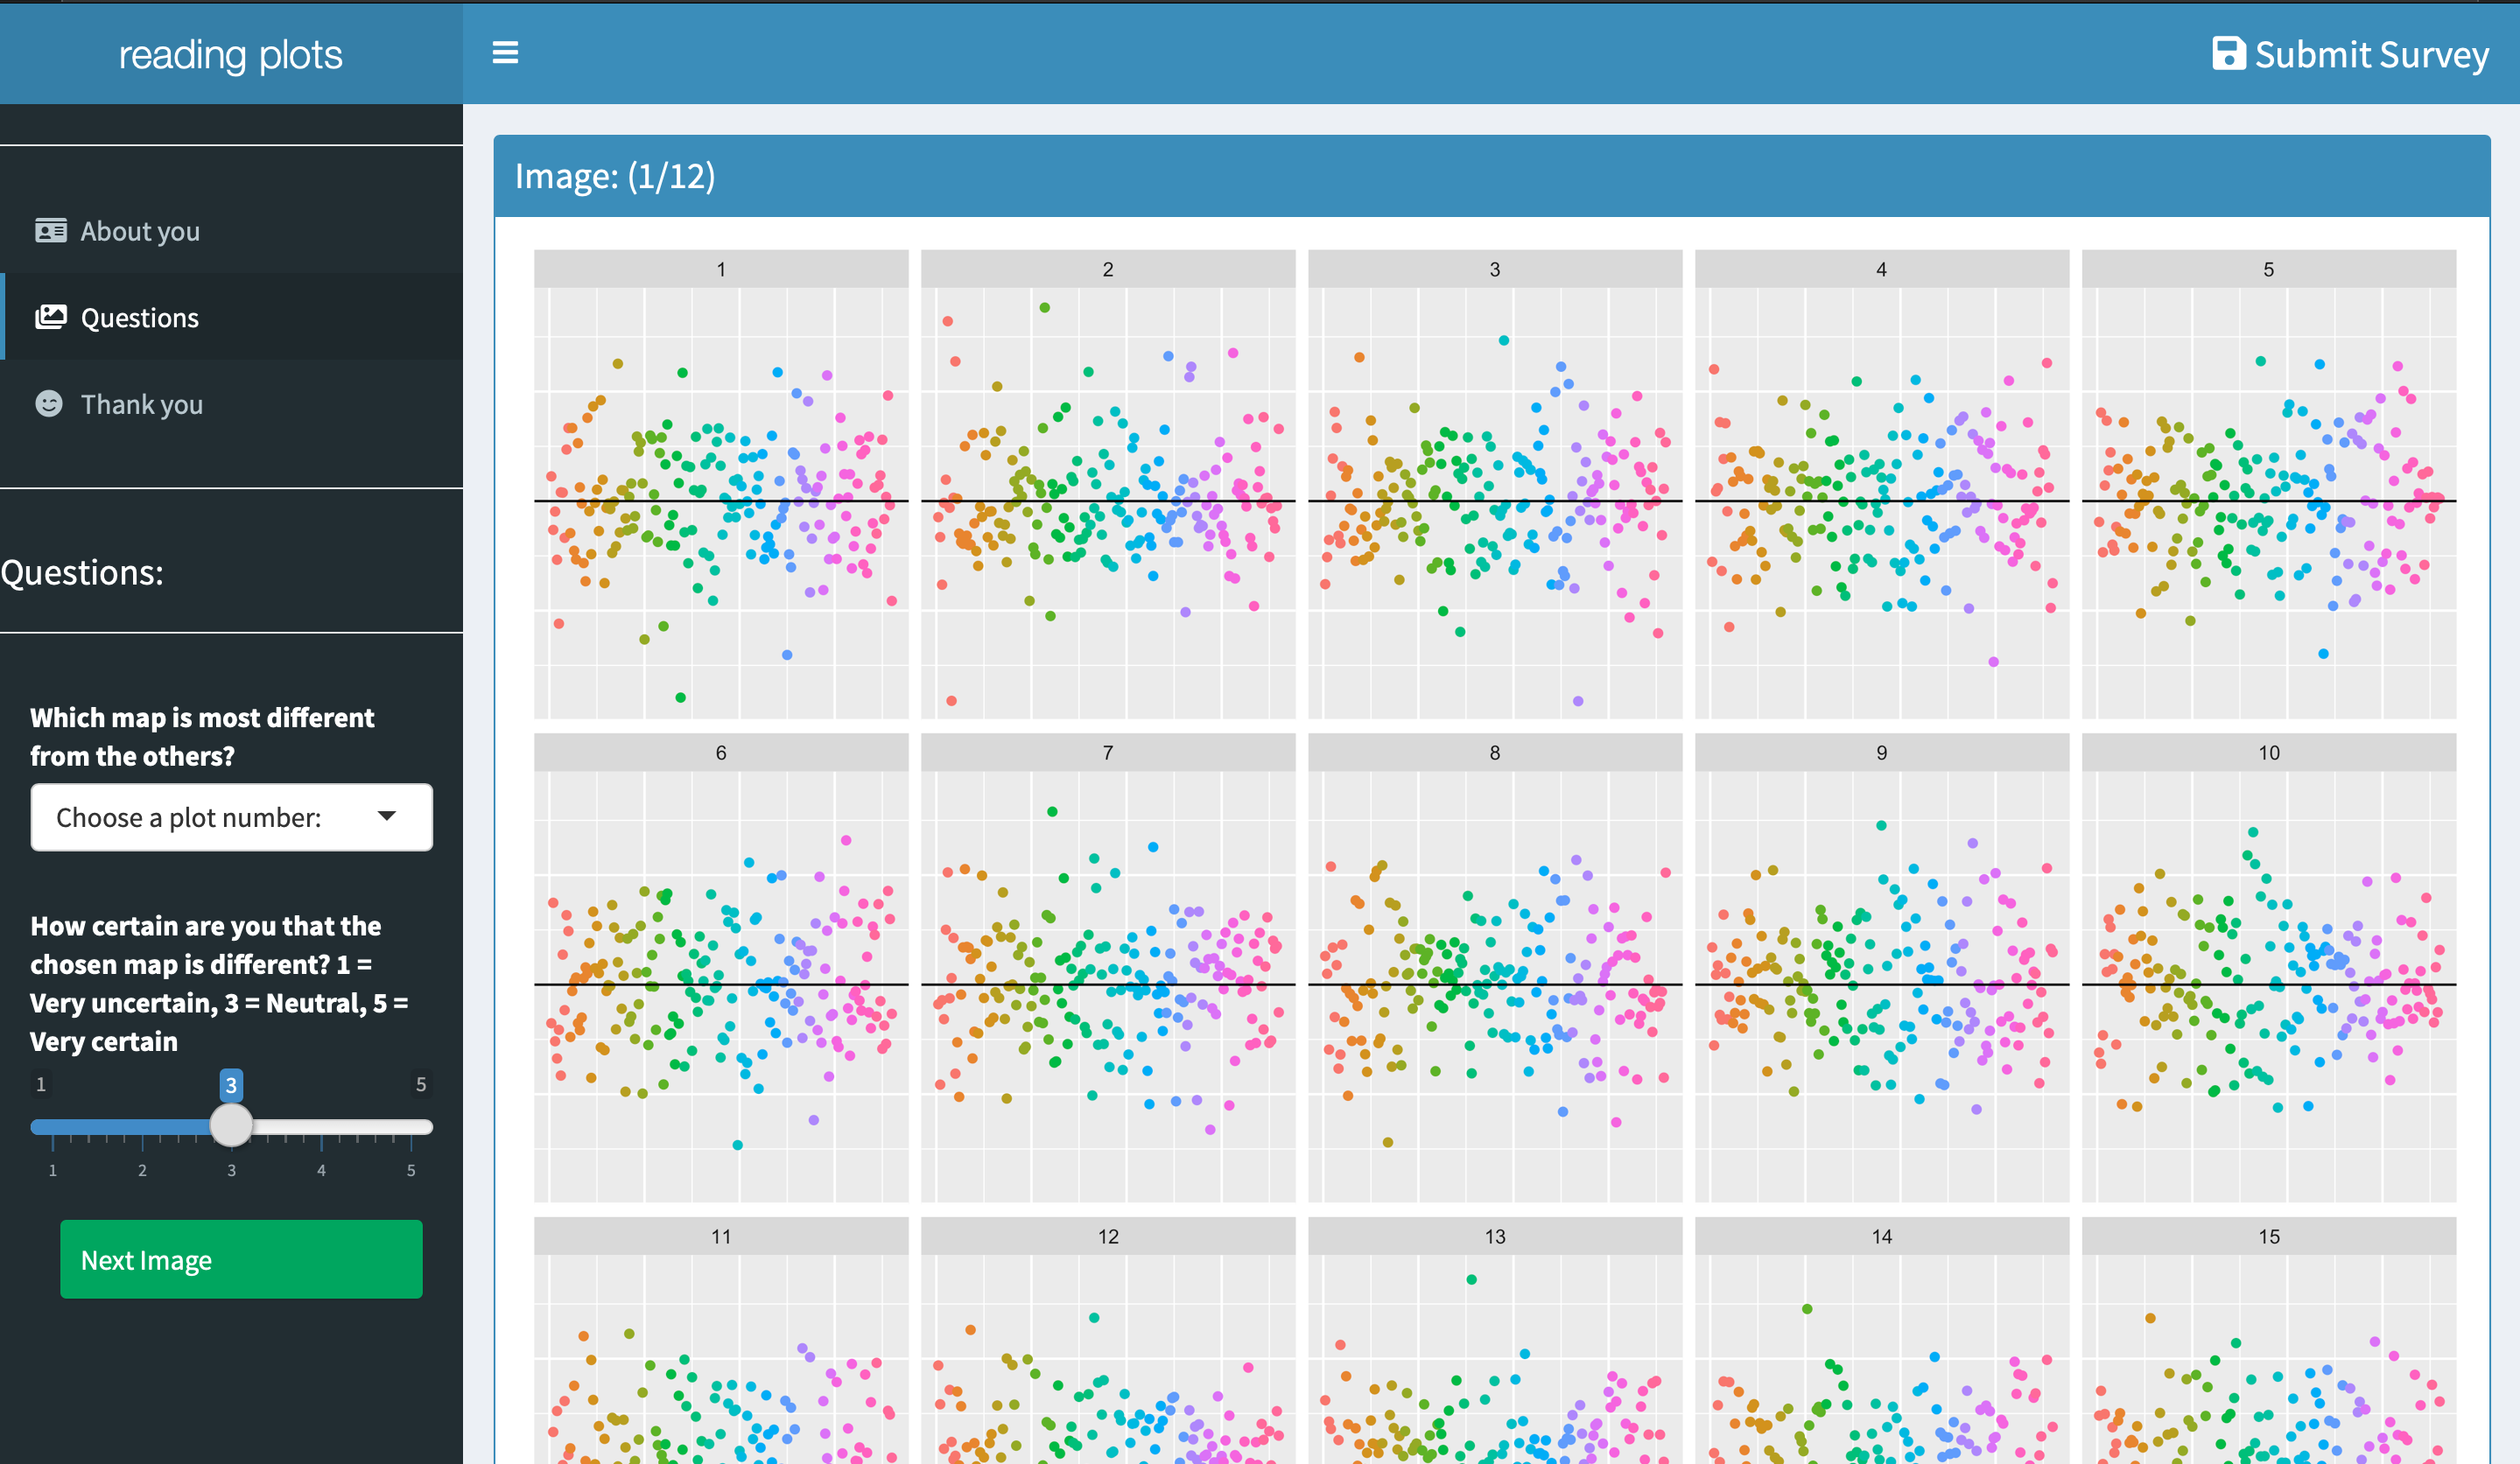 reading plots
Submit Survey
About you
Questions
Thank you
Questions:
Which map is most different
from the others?
Choose a plot number:
How certain are you that the
chosen map is different? 1 =
Very uncertain, 3 = Neutral, 5 =
Very certain
1 3 5
1 2 3 4 5
Next Image
Image: (1/12)
1 2 3 4 5
6 7 8 9 10
11 12 13 14 15